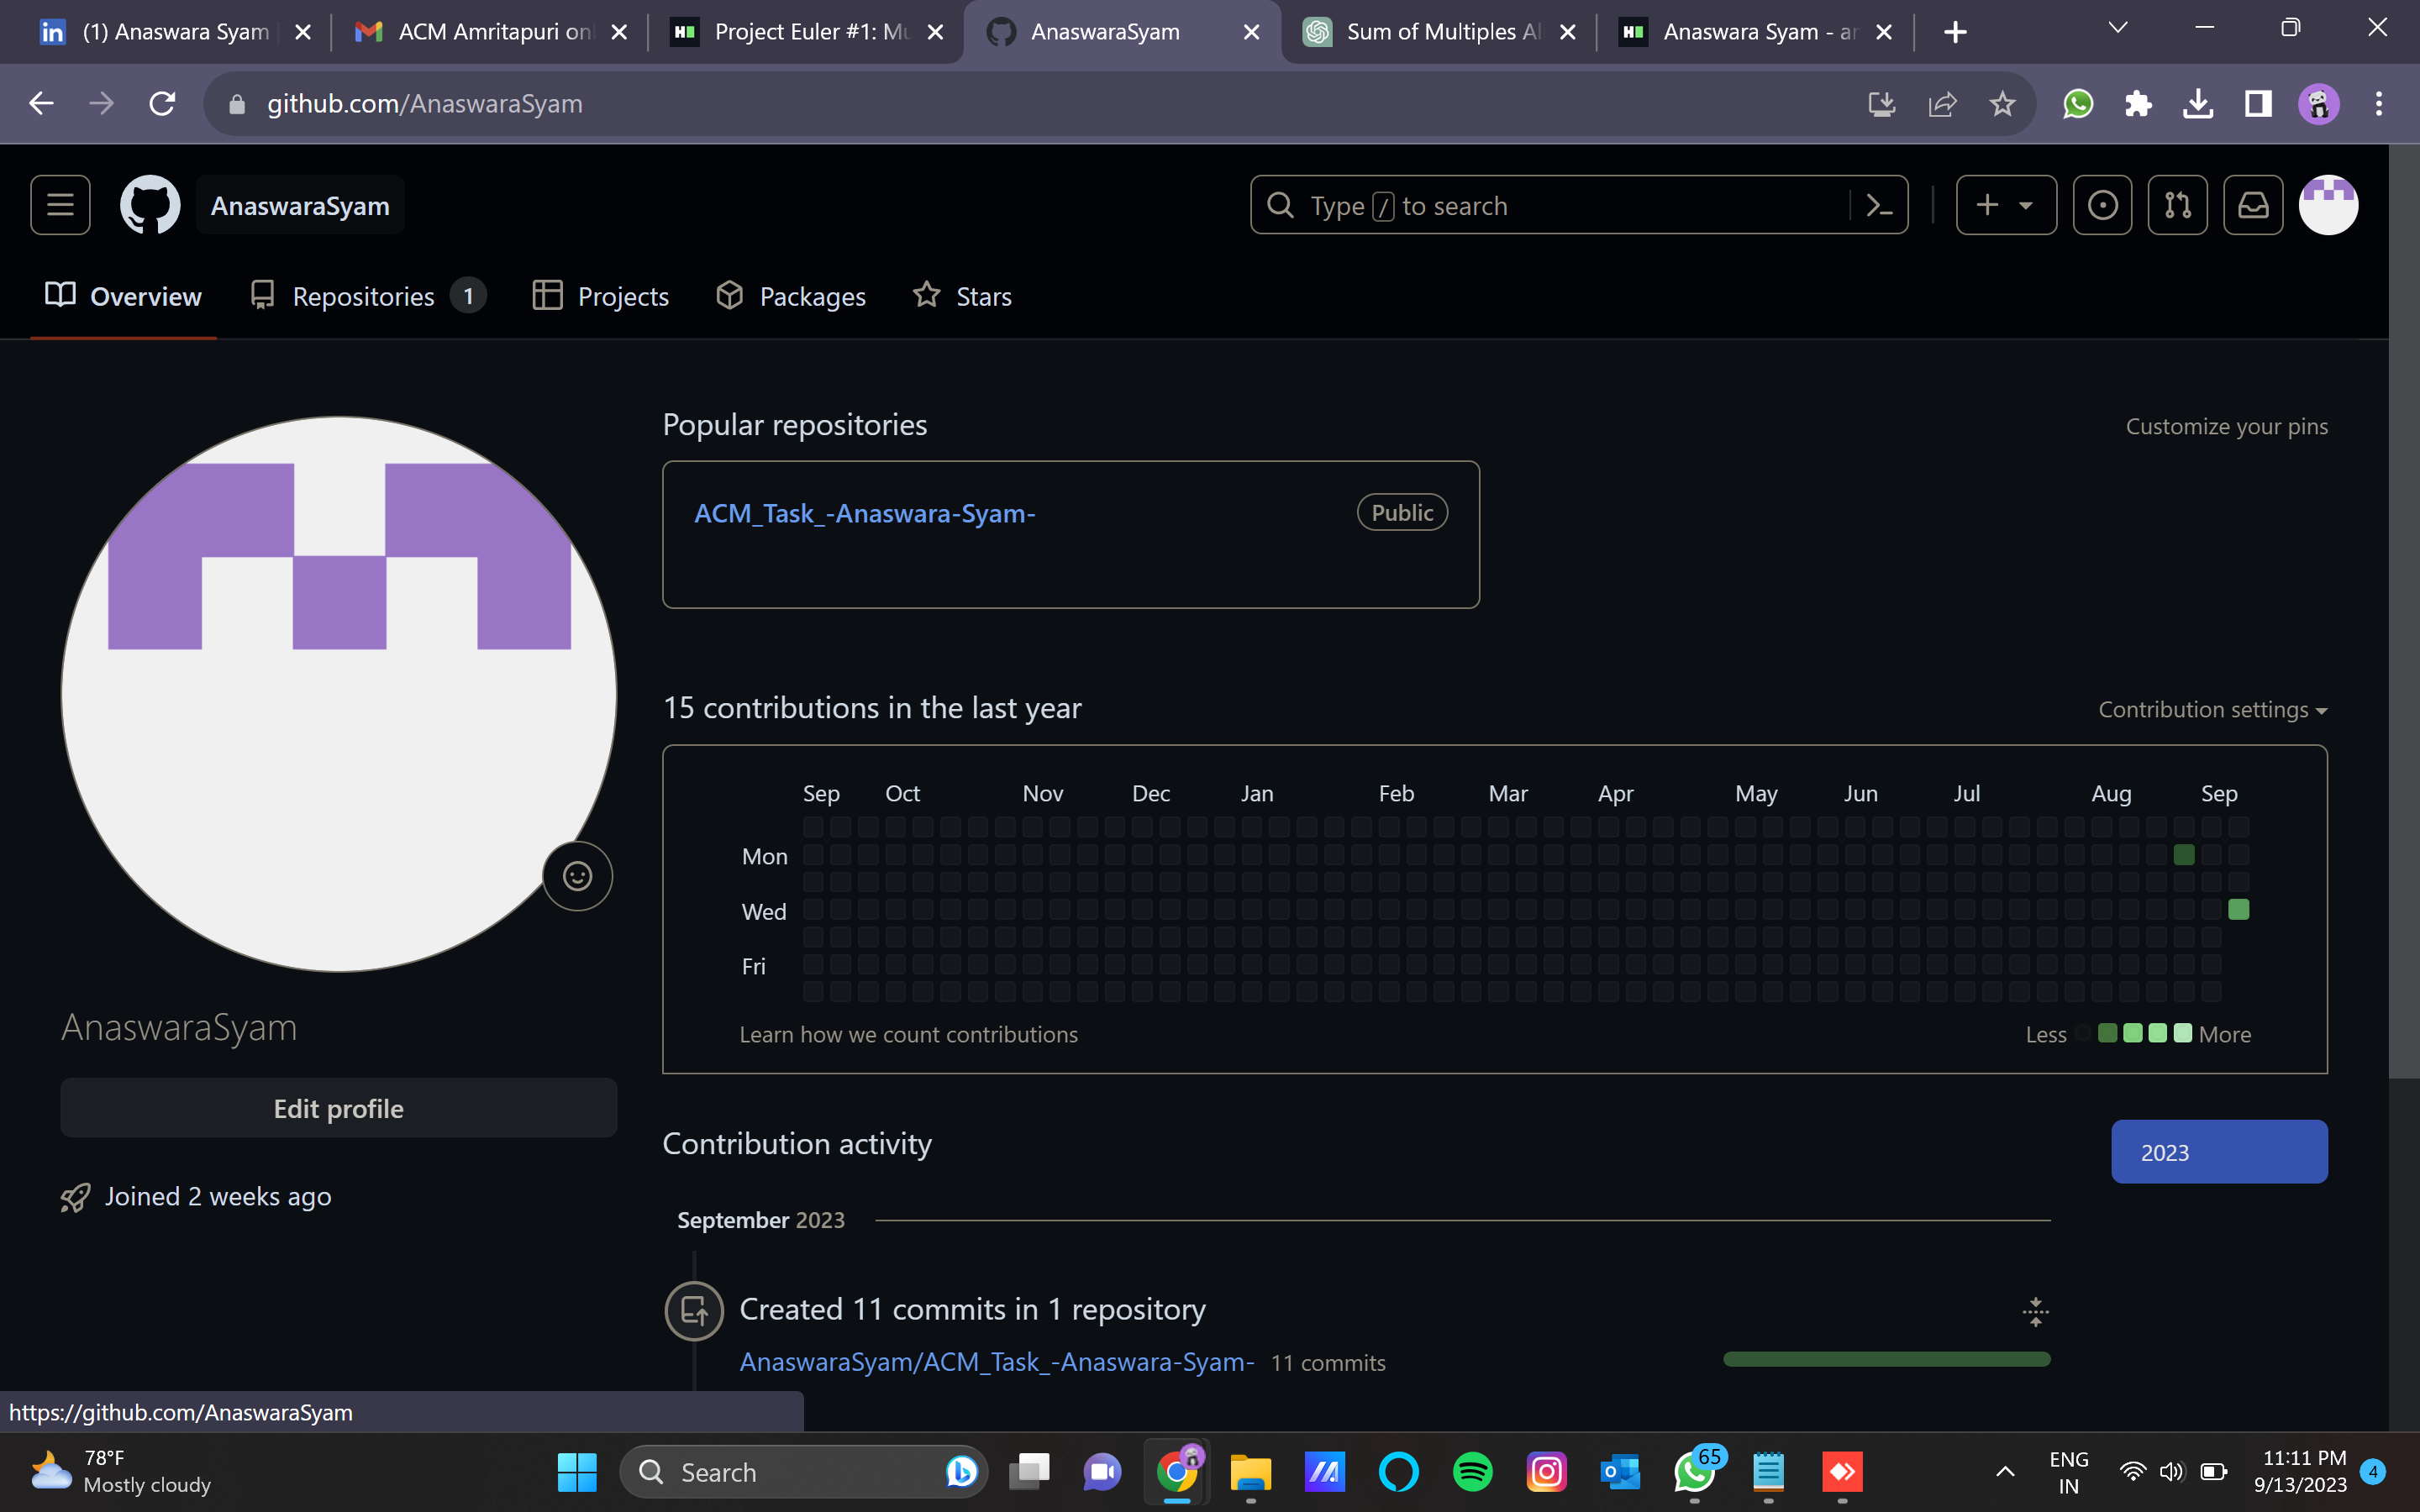 (1) Anaswara Syam
ACM Amritapuri onl
Project Euler #1: Mu
AnaswaraSyam
Sum of Multiples Al
Anaswara Syam - an
github.com/AnaswaraSyam
AnaswaraSyam
Type / to search
Overview
Repositories 1
Projects
Packages
Stars
Popular repositories
Customize your pins
ACM_Task_-Anaswara-Syam-
Public
15 contributions in the last year
Contribution settings
Sep Oct Nov Dec Jan Feb Mar Apr May Jun Jul Aug Sep
Mon
Wed
Fri
Learn how we count contributions
Less More
AnaswaraSyam
Edit profile
Joined 2 weeks ago
Contribution activity
2023
September 2023
Created 11 commits in 1 repository
AnaswaraSyam/ACM_Task_-Anaswara-Syam- 11 commits
https://github.com/AnaswaraSyam
78°F
Mostly cloudy
Search
65
ENG
IN
11:11 PM
9/13/2023
4